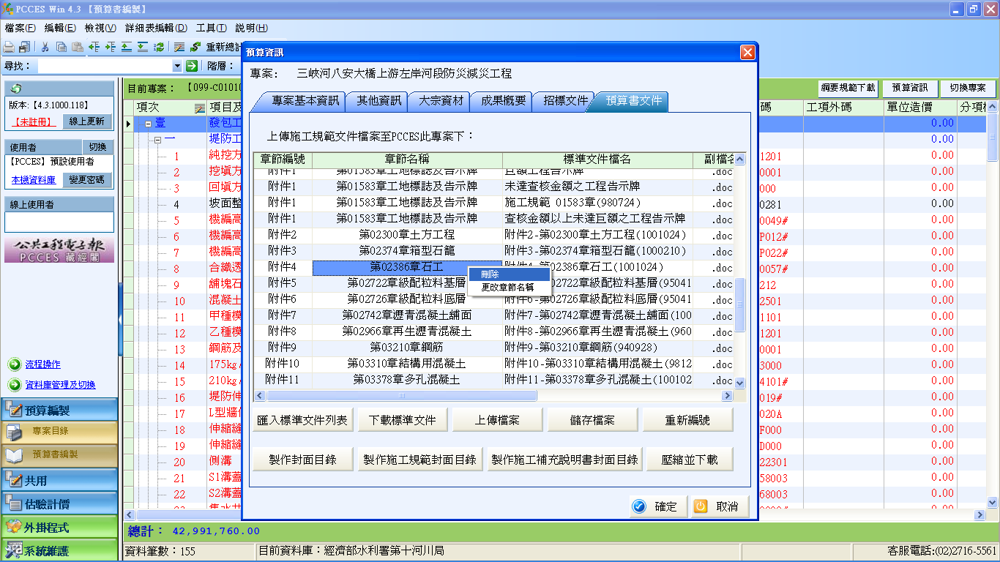 PCCES Win 4.3 【預算書編製】
檔案(F) 編輯(E) 檢視(V) 詳細表編輯(D) 工具(T) 說明(H)
重新總計
尋找： 階層：
版本:【4.3.1000.118】
【未註冊】 線上更新
使用者 切換
【PCCES】預設使用者
本機資料庫 變更密碼
線上使用者
公共工程電子報
PCCES 藏經閣
流程操作
資料庫管理及切換
預算編製
專案目錄
預算書編製
共用
估驗計價
外掛程式
系統維護
目前專案： 【099-C01010
綱要規範下載 預算資訊 切換專案
項次 項目及 碼 工項外碼 單位造價 分項
壹 發包工 0.00
一 堤防工 0.00
1 純挖方 1201 0.00
2 挖填方 0001 0.00
3 回填方 000 0.00
4 坡面整 0281 0.00
5 機編高 0049# 0.00
6 機編高 P012# 0.00
7 機編高 P022# 0.00
8 合織透 0057# 0.00
9 舖塊石 212 0.00
10 混凝土 2501 0.00
11 甲種模 1101 0.00
12 乙種模 1201 0.00
13 鋼筋及 0001 0.00
14 175kg 3000 0.00
15 210kg 4101# 0.00
16 堤防伸 019# 0.00
17 L型牆 020A 0.00
18 伸縮縫 F000 0.00
19 伸縮縫 D000 0.00
20 側溝 22301 0.00
21 S1溝蓋 58003 0.00
22 S2溝蓋 68003 0.00
預算資訊
專案： 三峽河八安大橋上游左岸河段防災減災工程
專案基本資訊 其他資訊 大宗資材 成果概要 招標文件 預算書文件
上傳施工規範文件檔案至PCCES此專案下：
章節編號 章節名稱 標準文件檔名 副檔名
附件1 第01583章工地標誌及告示牌 巨額工程告示牌 .doc
附件1 第01583章工地標誌及告示牌 未達查核金額之工程告示牌 .doc
附件1 第01583章工地標誌及告示牌 施工規範 01583章(980724) .doc
附件1 第01583章工地標誌及告示牌 查核金額以上未達巨額之工程告示牌 .doc
附件2 第02300章土方工程 附件2-第02300章土方工程(1001024) .doc
附件3 第02374章箱型石籠 附件3-第02374章箱型石籠(1000210) .doc
附件4 第02386章石工 附件4-第02386章石工(1001024) .doc
附件5 第02722章級配粒料基層 02722章級配粒料基層(95041 .doc
附件6 第02726章級配粒料底層 附件6-第02726章級配粒料底層(95041 .doc
附件7 第02742章瀝青混凝土舖面 附件7-第02742章瀝青混凝土舖面(100 .doc
附件8 第02966章再生瀝青混凝土 附件8-第02966章再生瀝青混凝土(960 .doc
附件9 第03210章鋼筋 附件9-第03210章鋼筋(940928) .doc
附件10 第03310章結構用混凝土 附件10-第03310章結構用混凝土(9812 .doc
附件11 第03378章多孔混凝土 附件11-第03378章多孔混凝土(100102 .doc
刪除
更改章節名稱
匯入標準文件列表 下載標準文件 上傳檔案 儲存檔案 重新編號
製作封面目錄 製作施工規範封面目錄 製作施工補充說明書封面目錄 壓縮並下載
確定 取消
總計： 42,991,760.00
資料筆數：155 目前資料庫：經濟部水利署第十河川局 客服電話:(02)2716-5561